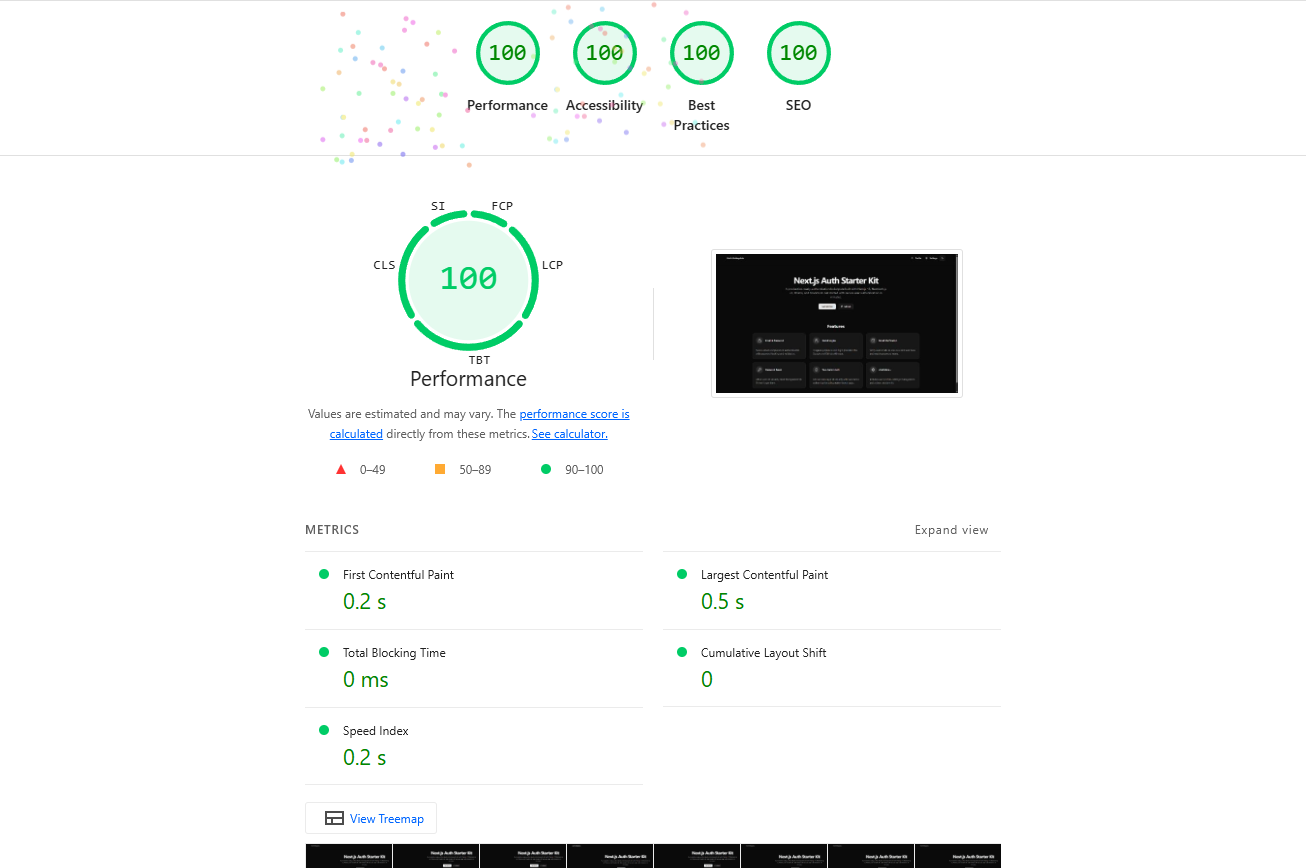 100
100
100
100
Performance
Accessibility
Best
Practices
SEO
SI
FCP
CLS
LCP
100
TBT
Performance
Values are estimated and may vary. The performance score is
calculated directly from these metrics. See calculator.
0–49
50–89
90–100
Next.js Auth Starter Kit
Features
METRICS
Expand view
First Contentful Paint
0.2 s
Largest Contentful Paint
0.5 s
Total Blocking Time
0 ms
Cumulative Layout Shift
0
Speed Index
0.2 s
View Treemap
Next.js Auth Starter Kit
Next.js Auth Starter Kit
Next.js Auth Starter Kit
Next.js Auth Starter Kit
Next.js Auth Starter Kit
Next.js Auth Starter Kit
Next.js Auth Starter Kit
Next.js Auth Starter Kit